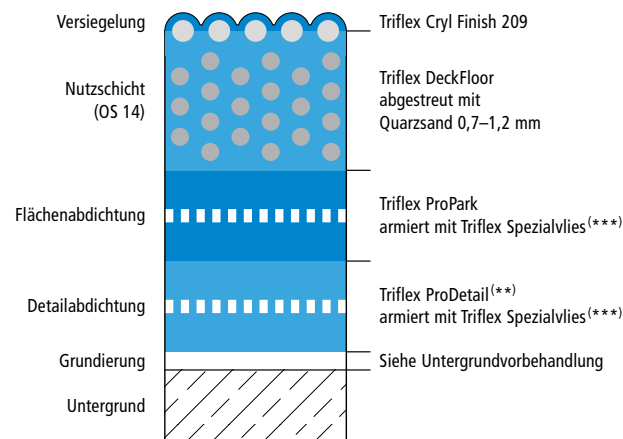 Versiegelung
Triflex Cryl Finish 209
Nutzschicht
(OS 14)
Triflex DeckFloor
abgestreut mit
Quarzsand 0,7–1,2 mm
Flächenabdichtung
Triflex ProPark
armiert mit Triflex Spezialvlies(***)
Detailabdichtung
Triflex ProDetail(**)
armiert mit Triflex Spezialvlies(***)
Grundierung
Siehe Untergrundvorbehandlung
Untergrund